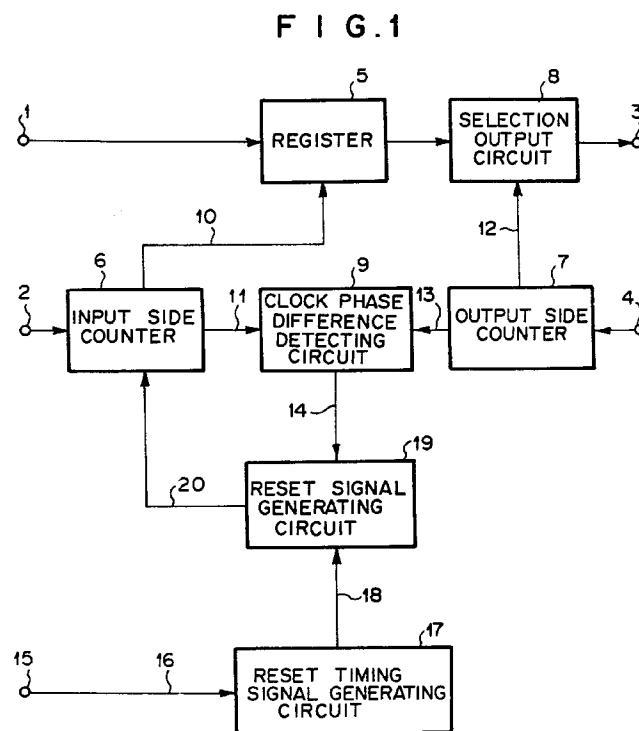 FIG.1
5
8
1
3
REGISTER
SELECTION
OUTPUT
CIRCUIT
10
12
6
9
7
2
11
13
4
INPUT SIDE
COUNTER
CLOCK PHASE
DIFFERENCE
DETECTING
CIRCUIT
OUTPUT SIDE
COUNTER
14
19
20
RESET SIGNAL
GENERATING
CIRCUIT
18
17
15
16
RESET TIMING
SIGNAL GENERATING
CIRCUIT